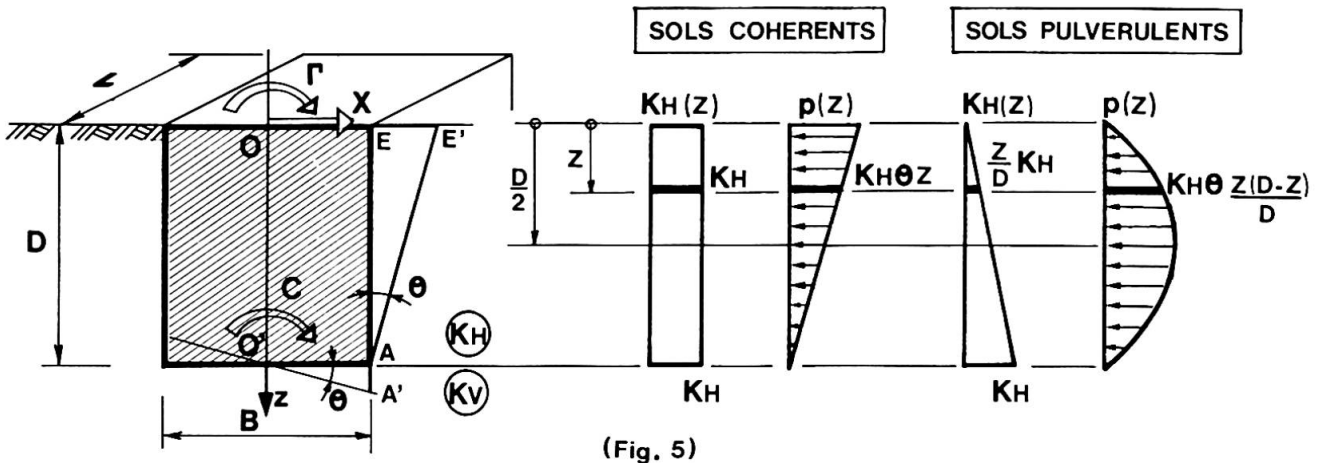 SOLS COHERENTS
SOLS PULVERULENTS
L
Γ
X
O
E
E'
D
C
O'
θ
A
A'
θ
z
B
KH
KV
KH(Z)
p(z)
KH(Z)
p(z)
Z
D/2
KH
KHθZ
Z/D KH
KHθ Z(D-Z)/D
KH
KH
(Fig. 5)